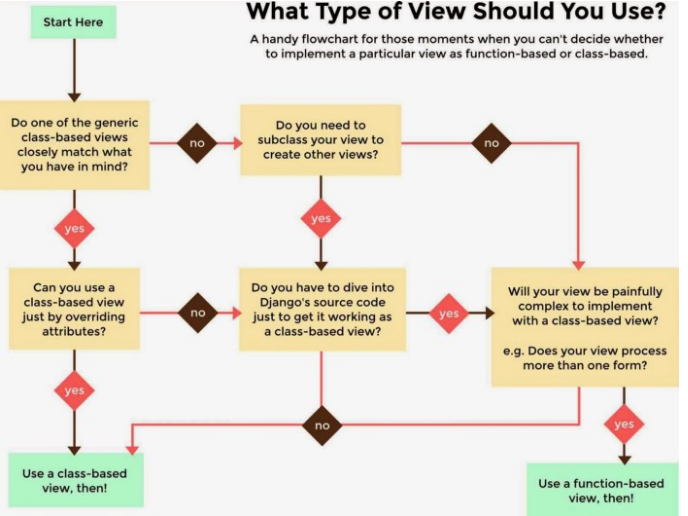 What Type of View Should You Use?
A handy flowchart for those moments when you can't decide whether
to implement a particular view as function-based or class-based.
Start Here
Do one of the generic
class-based views
closely match what
you have in mind?
no
Do you need to
subclass your view to
create other views?
no
yes
yes
Can you use a
class-based view
just by overriding
attributes?
no
Do you have to dive into
Django's source code
just to get it working as
a class-based view?
yes
Will your view be painfully
complex to implement
with a class-based view?
e.g. Does your view process
more than one form?
yes
no
yes
Use a class-based
view, then!
Use a function-based
view, then!